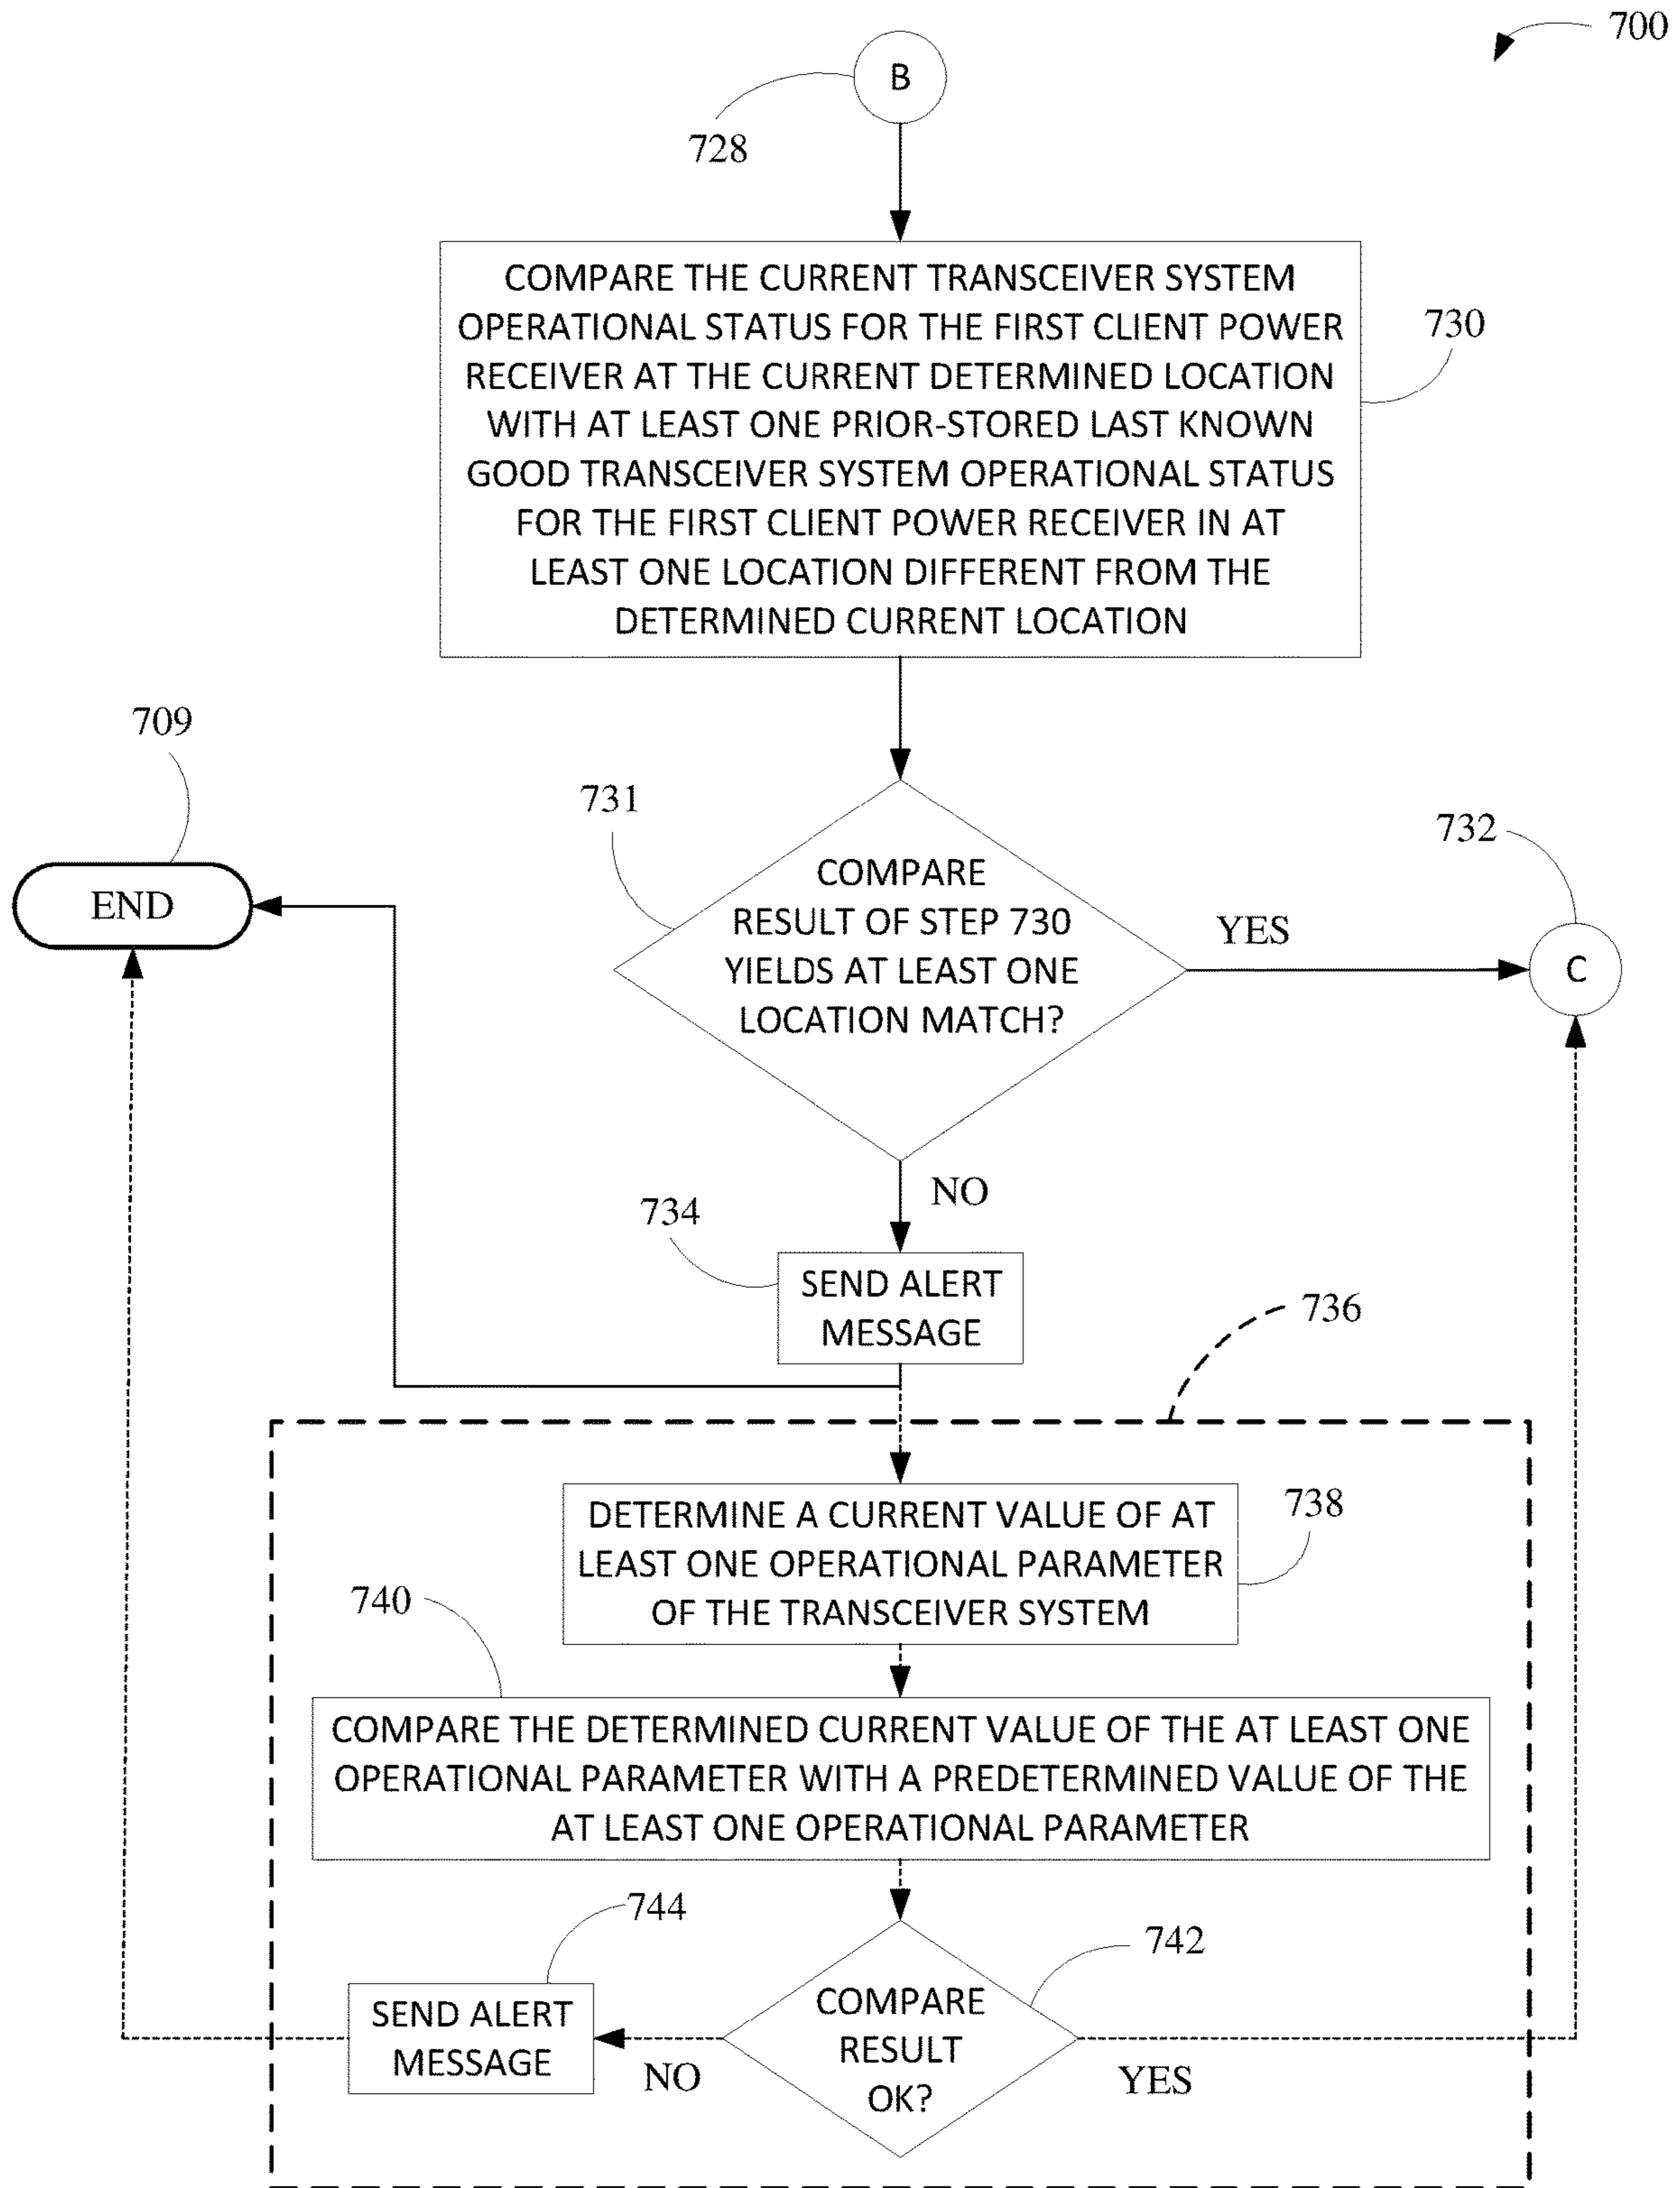 700
B
728
COMPARE THE CURRENT TRANSCEIVER SYSTEM
OPERATIONAL STATUS FOR THE FIRST CLIENT POWER
RECEIVER AT THE CURRENT DETERMINED LOCATION
WITH AT LEAST ONE PRIOR-STORED LAST KNOWN
GOOD TRANSCEIVER SYSTEM OPERATIONAL STATUS
FOR THE FIRST CLIENT POWER RECEIVER IN AT
LEAST ONE LOCATION DIFFERENT FROM THE
DETERMINED CURRENT LOCATION
730
709
END
731
COMPARE
RESULT OF STEP 730
YIELDS AT LEAST ONE
LOCATION MATCH?
YES
732
C
NO
734
SEND ALERT
MESSAGE
736
DETERMINE A CURRENT VALUE OF AT
LEAST ONE OPERATIONAL PARAMETER
OF THE TRANSCEIVER SYSTEM
738
740
COMPARE THE DETERMINED CURRENT VALUE OF THE AT LEAST ONE
OPERATIONAL PARAMETER WITH A PREDETERMINED VALUE OF THE
AT LEAST ONE OPERATIONAL PARAMETER
744
SEND ALERT
MESSAGE
NO
742
COMPARE
RESULT
OK?
YES